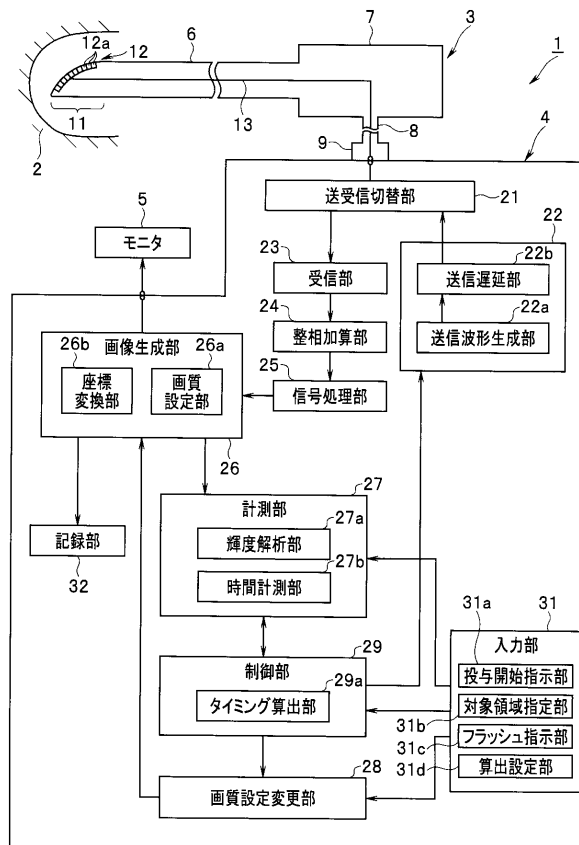 12a
12
6
7
3
1
13
11
2
8
9
4
送受信切替部
21
5
モニタ
22
22b
送信遅延部
22a
送信波形生成部
23
受信部
24
整相加算部
25
信号処理部
画像生成部
26b
26a
座標
変換部
画質
設定部
26
27
計測部
27a
輝度解析部
27b
時間計測部
記録部
32
29
制御部
29a
タイミング算出部
28
画質設定変更部
31
31a
入力部
投与開始指示部
対象領域指定部
31b
フラッシュ指示部
31c
算出設定部
31d